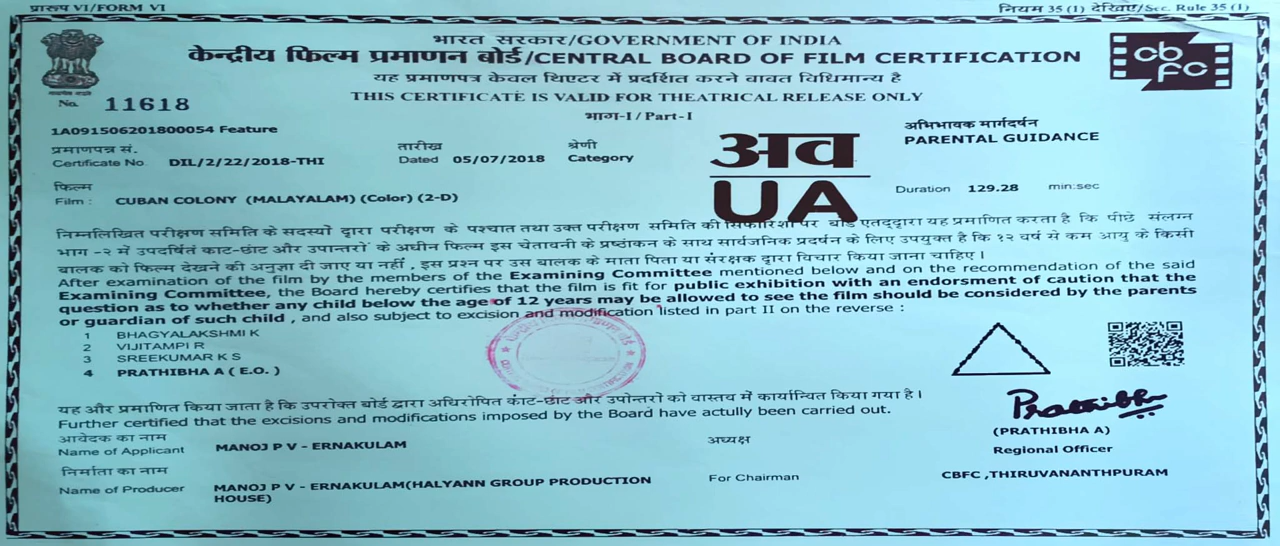 प्रारूप VI/FORM VI
नियम 35 (1) देखिए/Sec. Rule 35 (1)
भारत सरकार/GOVERNMENT OF INDIA
केन्द्रीय फिल्म प्रमाणन बोर्ड/CENTRAL BOARD OF FILM CERTIFICATION
cbfc
यह प्रमाणपत्र केवल थिएटर में प्रदर्शित करने बावत विधिमान्य है
No. 11618
THIS CERTIFICATE IS VALID FOR THEATRICAL RELEASE ONLY
भाग-I / Part-I
1A091506201800054 Feature
अभिभावक मार्गदर्शन
PARENTAL GUIDANCE
प्रमाणपत्र सं. तारीख श्रेणी
Certificate No. DIL/2/22/2018-THI Dated 05/07/2018 Category
अव
UA
फिल्म
Film : CUBAN COLONY (MALAYALAM) (Color) (2-D)
Duration 129.28 min:sec
निम्नलिखित परीक्षण समिति के सदस्यों द्वारा परीक्षण के पश्चात तथा उक्त परीक्षण समिति की सिफारिशों पर बोर्ड एतद्द्वारा यह प्रमाणित करता है कि पीछे संलग्न
भाग -२ में उपदर्शित काट-छांट और उपान्तरों के अधीन फिल्म इस चेतावनी के प्रष्ठांकन के साथ सार्वजनिक प्रदर्षन के लिए उपयुक्त है कि १२ वर्ष से कम आयु के किसी
बालक को फिल्म देखने की अनुज्ञा दी जाए या नहीं , इस प्रश्न पर उस बालक के माता पिता या संरक्षक द्वारा विचार किया जाना चाहिए।
After examination of the film by the members of the Examining Committee mentioned below and on the recommendation of the said
Examining Committee, the Board hereby certifies that the film is fit for public exhibition with an endorsment of caution that the
question as to whether any Child below the age of 12 years may be allowed to see the film should be considered by the parents
or guardian of such child , and also subject to excision and modification listed in part II on the reverse :
1 BHAGYALAKSHMI K
2 VIJITAMPI R
3 SREEKUMAR K S
4 PRATHIBHA A ( E.O. )
यह और प्रमाणित किया जाता है कि उपरोक्त बोर्ड द्वारा अधिरोपित कांट-छांट और उपोन्तरों को वास्तव में कार्यान्वित किया गया है।
Further certified that the excisions and modifications imposed by the Board have actully been carried out.
Prathibha
(PRATHIBHA A)
Regional Officer
आवेदक का नाम
Name of Applicant MANOJ P V - ERNAKULAM
अध्यक्ष
निर्माता का नाम
Name of Producer MANOJ P V - ERNAKULAM(HALYANN GROUP PRODUCTION
HOUSE)
For Chairman
CBFC ,THIRUVANANTHPURAM